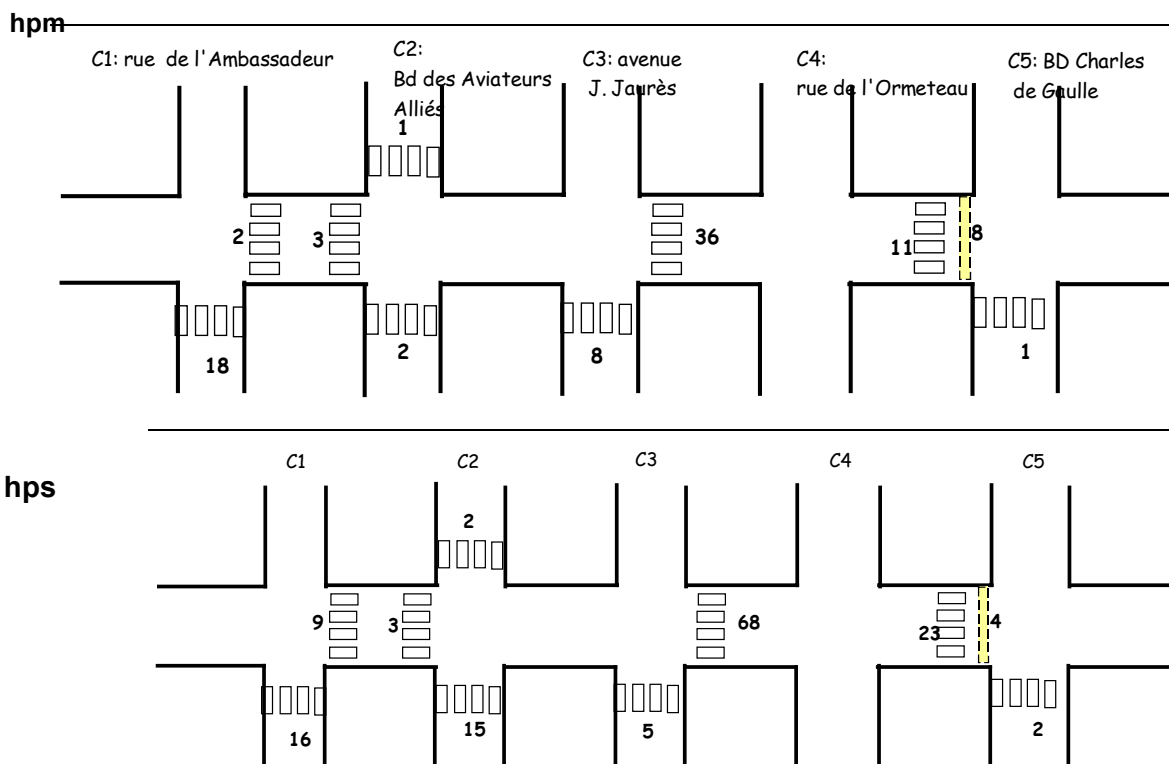 hpm
C1: rue de l'Ambassadeur
C2:
Bd des Aviateurs
Alliés
C3: avenue
J. Jaurès
C4:
rue de l'Ormeteau
C5: BD Charles
de Gaulle
1
2
3
36
11
8
18
2
8
1
hps
C1
C2
C3
C4
C5
2
9
3
68
23
4
16
15
5
2